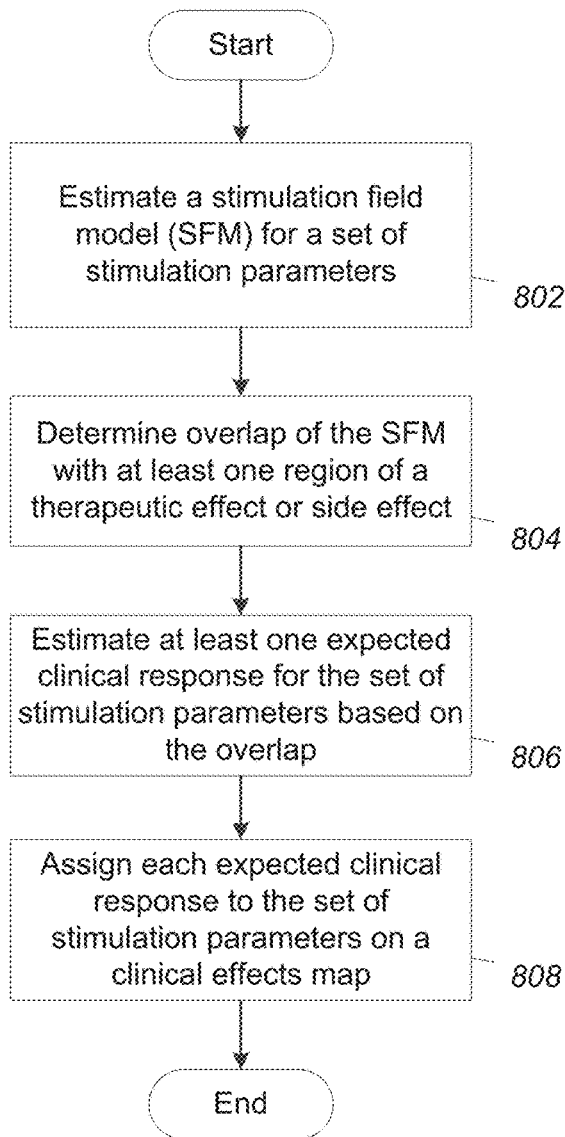 Start
Estimate a stimulation field
model (SFM) for a set of
stimulation parameters
802
Determine overlap of the SFM
with at least one region of a
therapeutic effect or side effect
804
Estimate at least one expected
clinical response for the set of
stimulation parameters based on
the overlap
806
Assign each expected clinical
response to the set of
stimulation parameters on a
clinical effects map
808
End